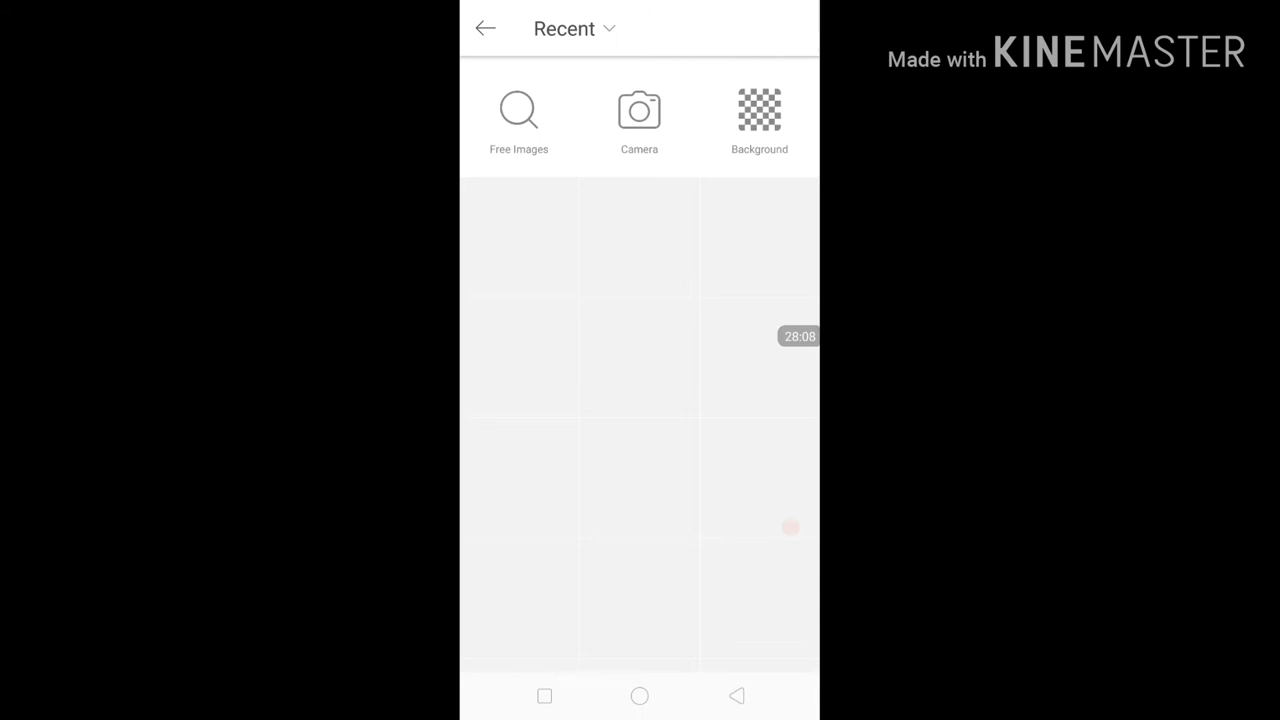 Recent
Made with KINEMASTER
Free Images
Camera
Background
28:08